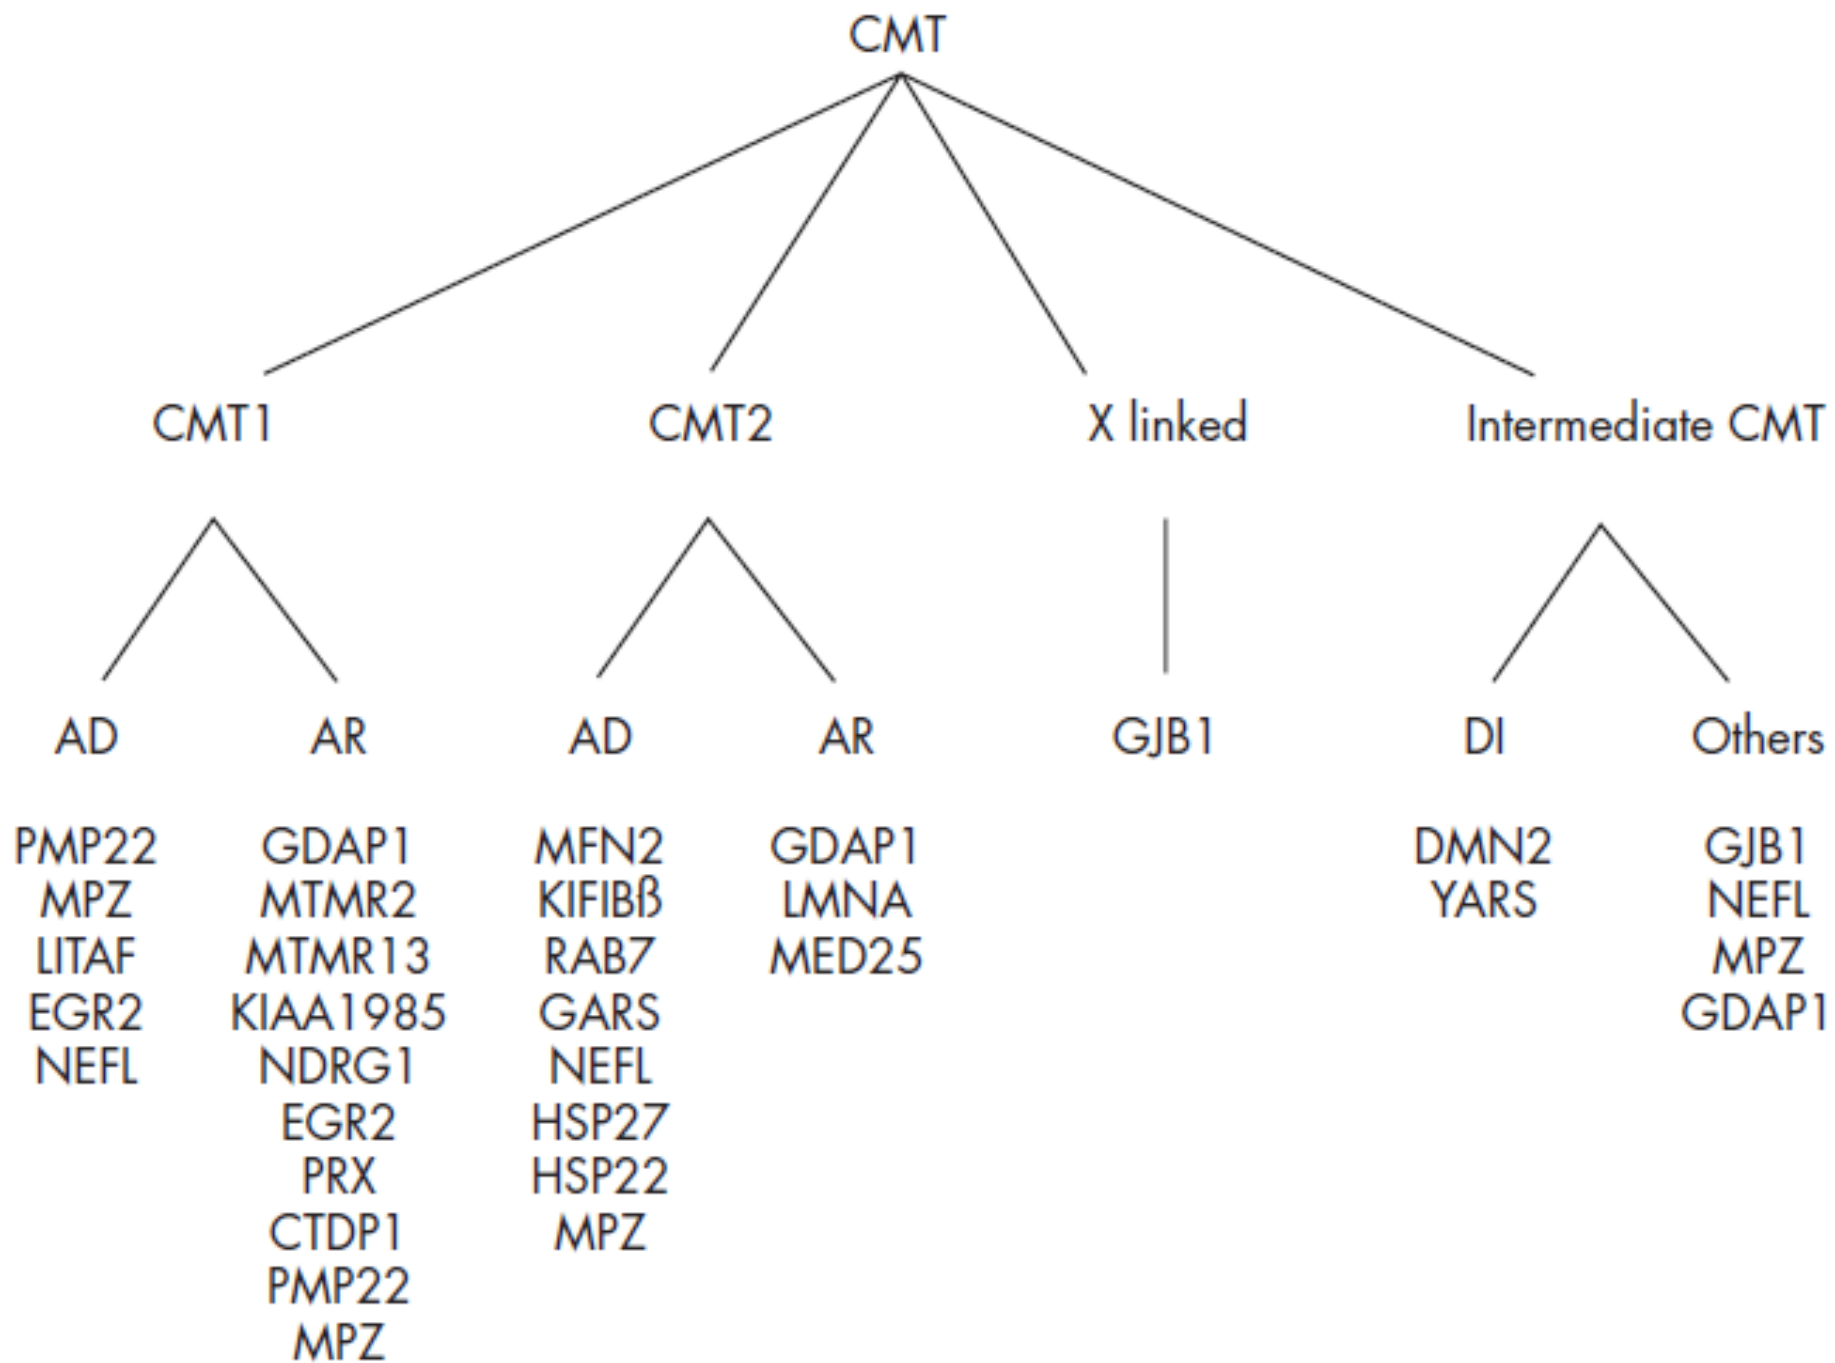 CMT
CMT1 CMT2 X linked Intermediate CMT
AD AR AD AR GJB1 DI Others
PMP22 GDAP1 MFN2 GDAP1 DMN2 GJB1
MPZ MTMR2 KIFIBß LMNA YARS NEFL
LITAF MTMR13 RAB7 MED25 MPZ
EGR2 KIAA1985 GARS GDAP1
NEFL NDRG1 NEFL
EGR2 HSP27
PRX HSP22
CTDP1 MPZ
PMP22
MPZ